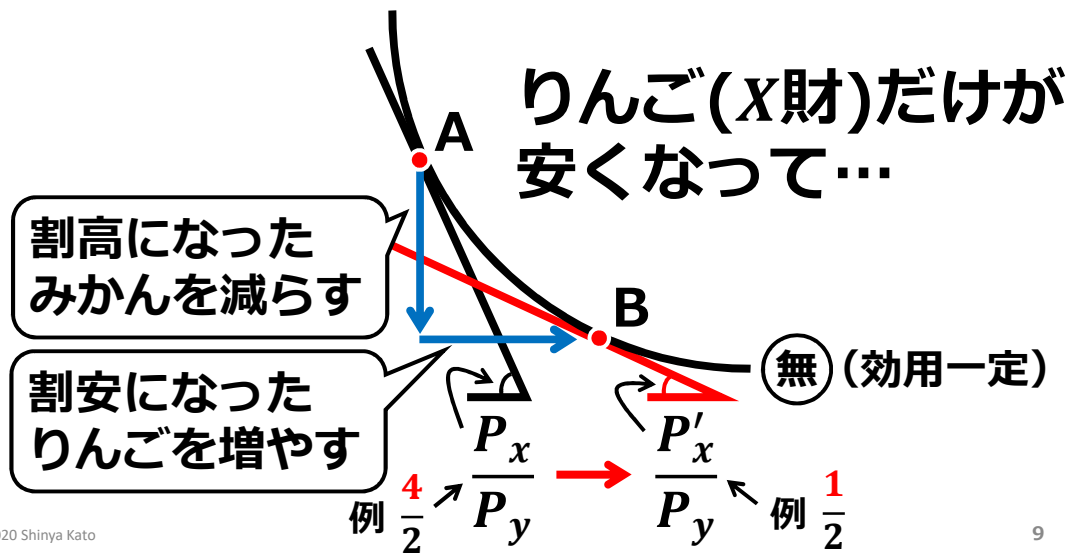 りんご(X財)だけが
安くなって…
A
割高になった
みかんを減らす
B
割安になった
りんごを増やす
無 (効用一定)
P_x / P_y
P'_x / P_y
例 4/2
例 1/2
20 Shinya Kato
9